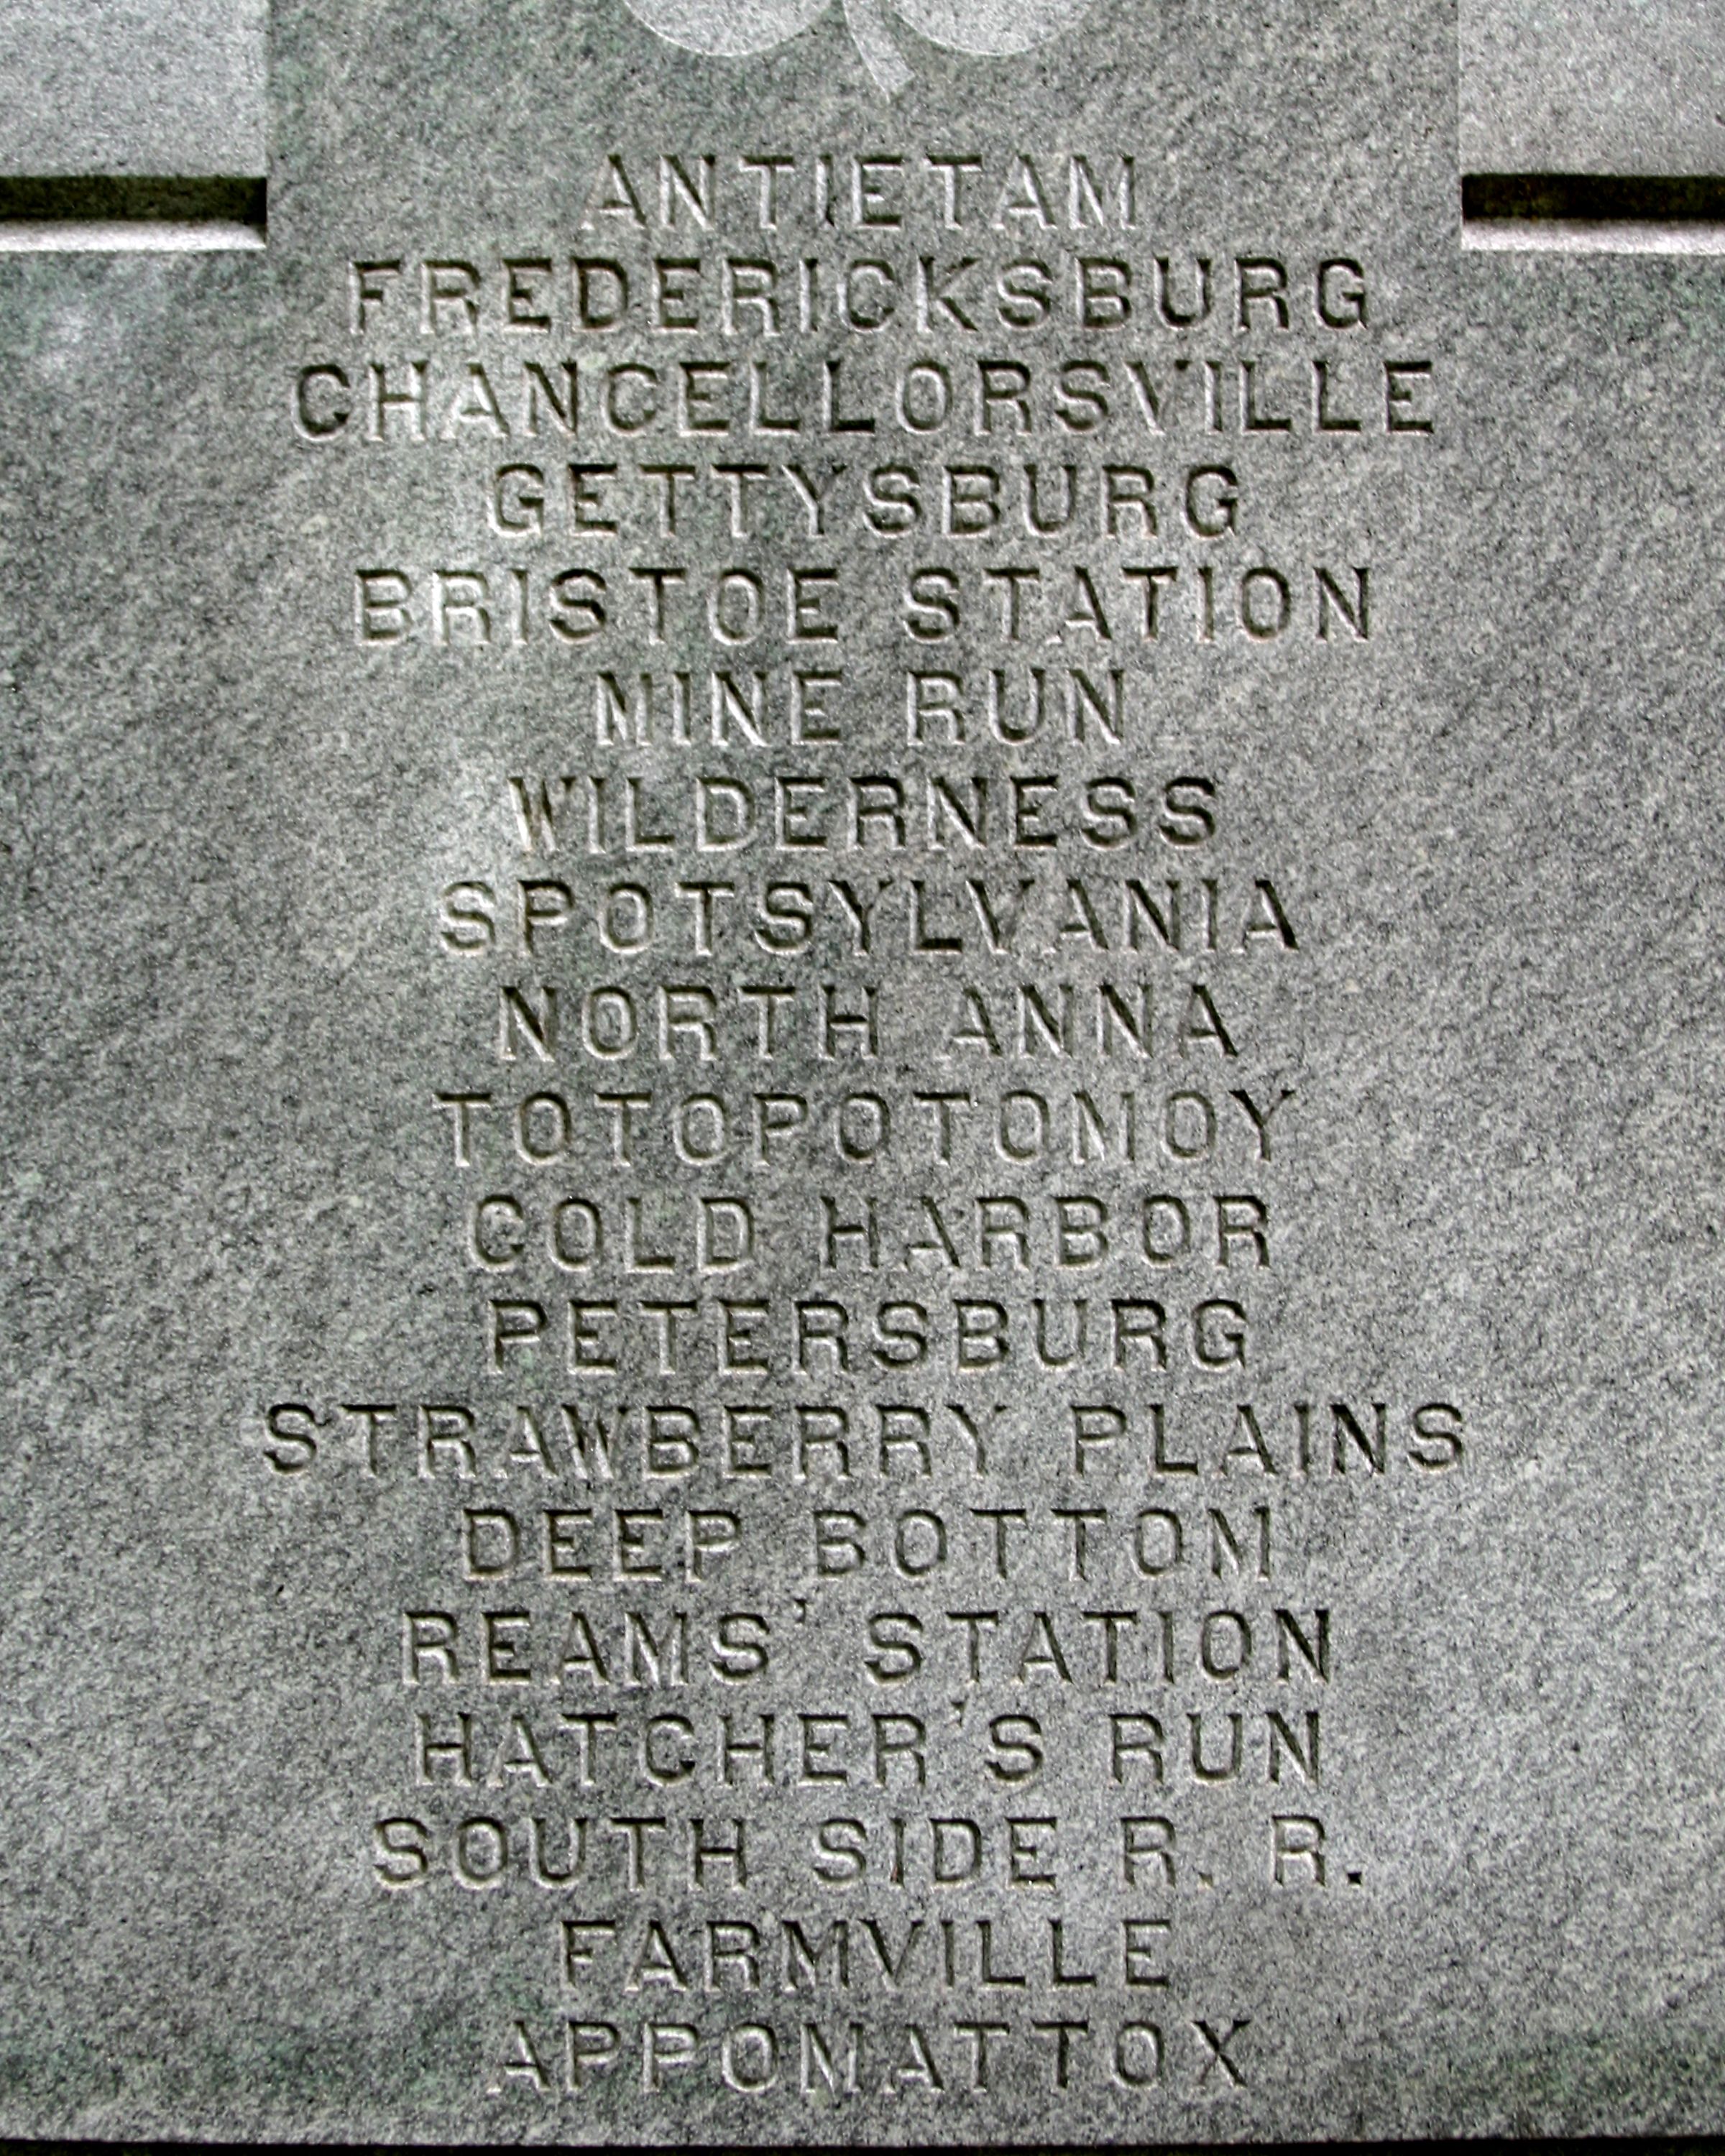 ANTIETAM
FREDERICKSBURG
CHANCELLORSVILLE
GETTYSBURG
BRISTOE STATION
MINE RUN
WILDERNESS
SPOTSYLVANIA
NORTH ANNA
TOTOPOTOMOY
COLD HARBOR
PETERSBURG
STRAWBERRY PLAINS
DEEP BOTTOM
REAMS' STATION
HATCHER'S RUN
SOUTH SIDE R. R.
FARMVILLE
APPOMATTOX